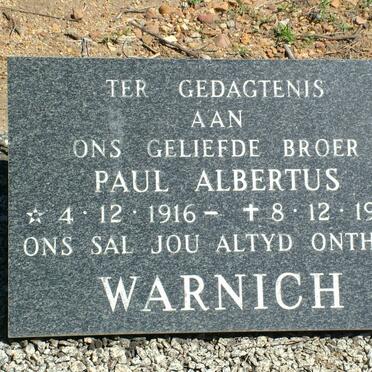 TER GEDAGTENIS
AAN
ONS GELIEFDE BROER
PAUL ALBERTUS
☆ 4·12·1916 – ✝ 8·12·19
ONS SAL JOU ALTYD ONTH
WARNICH